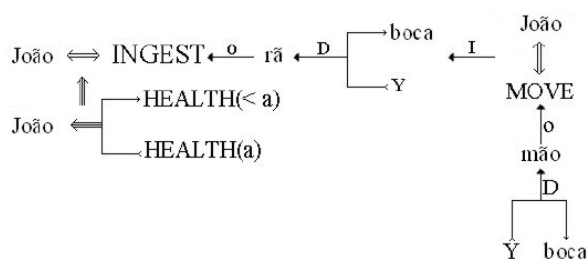 João
João INGEST o rã D boca I
Y MOVE
HEALTH(< a) o
João
HEALTH(a) mão
D
Y boca